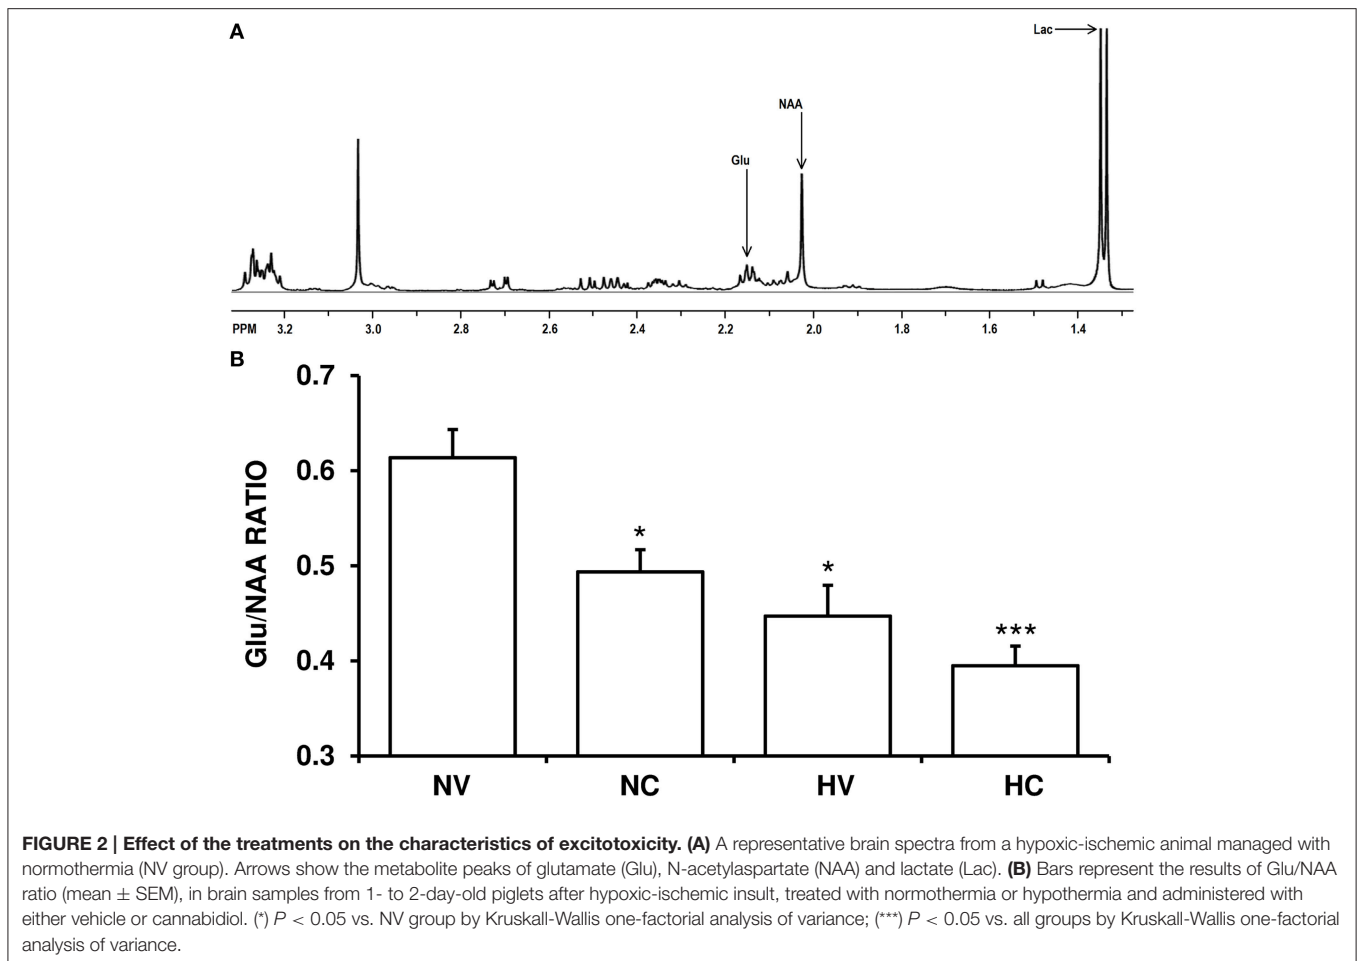 A
Lac
NAA
Glu
PPM 3.2 3.0 2.8 2.6 2.4 2.2 2.0 1.8 1.6 1.4
B
0.7
0.6
0.5
0.4
0.3
Glu/NAA RATIO
*
*
***
NV NC HV HC
FIGURE 2 | Effect of the treatments on the characteristics of excitotoxicity. (A) A representative brain spectra from a hypoxic-ischemic animal managed with
normothermia (NV group). Arrows show the metabolite peaks of glutamate (Glu), N-acetylaspartate (NAA) and lactate (Lac). (B) Bars represent the results of Glu/NAA
ratio (mean ± SEM), in brain samples from 1- to 2-day-old piglets after hypoxic-ischemic insult, treated with normothermia or hypothermia and administered with
either vehicle or cannabidiol. (*) P < 0.05 vs. NV group by Kruskall-Wallis one-factorial analysis of variance; (***) P < 0.05 vs. all groups by Kruskall-Wallis one-factorial
analysis of variance.